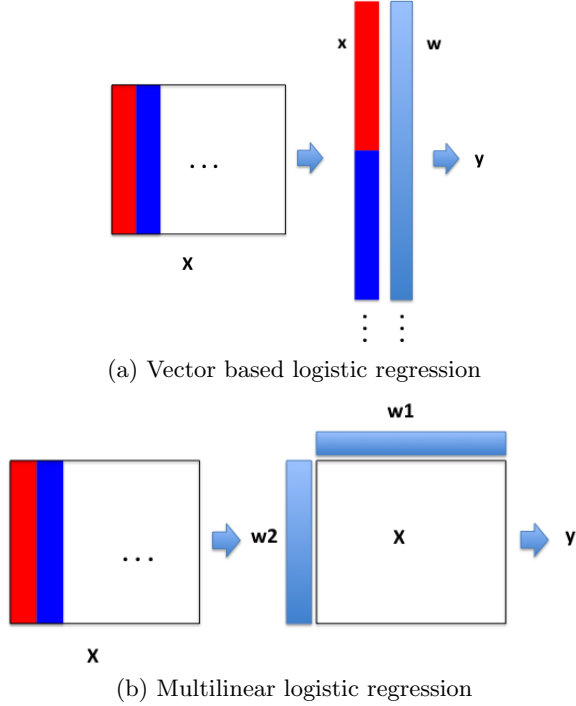 x
w
. . .
y
X
(a) Vector based logistic regression
w1
w2
X
. . .
y
X
(b) Multilinear logistic regression